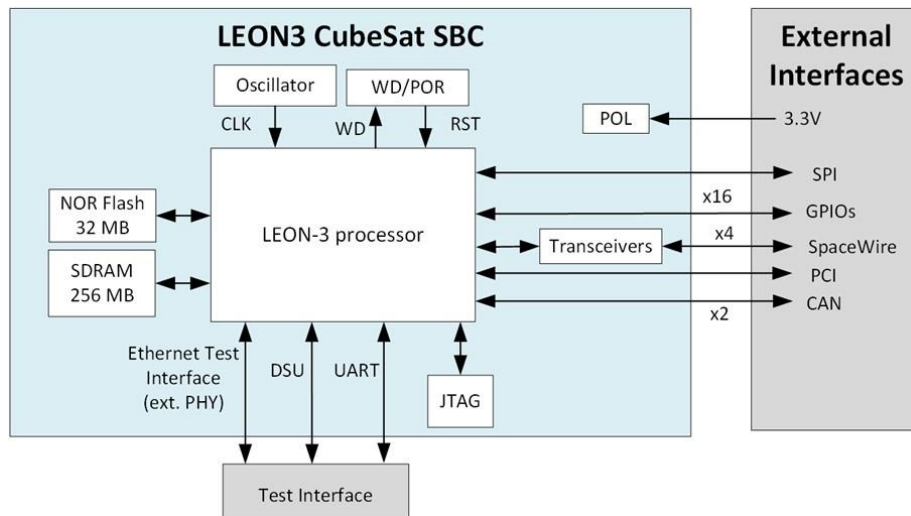 LEON3 CubeSat SBC
External
Interfaces
Oscillator
WD/POR
CLK
WD
RST
POL
3.3V
NOR Flash
32 MB
SDRAM
256 MB
LEON-3 processor
Transceivers
SPI
x16
GPIOs
x4
SpaceWire
PCI
CAN
x2
Ethernet Test
Interface
(ext. PHY)
DSU
UART
JTAG
Test Interface